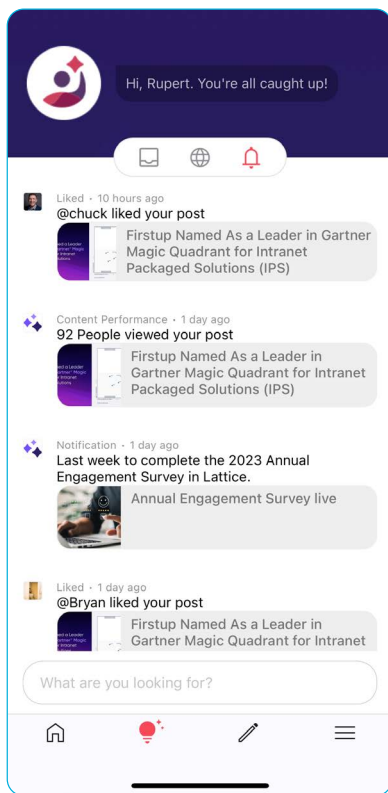 Hi, Rupert. You're all caught up!
Liked • 10 hours ago
@chuck liked your post
Firstup Named As a Leader in Gartner
Magic Quadrant for Intranet
Packaged Solutions (IPS)
Content Performance • 1 day ago
92 People viewed your post
Firstup Named As a Leader in
Gartner Magic Quadrant for Intranet
Packaged Solutions (IPS)
Notification • 1 day ago
Last week to complete the 2023 Annual
Engagement Survey in Lattice.
Annual Engagement Survey live
Liked • 1 day ago
@Bryan liked your post
Firstup Named As a Leader in
Gartner Magic Quadrant for Intranet
What are you looking for?